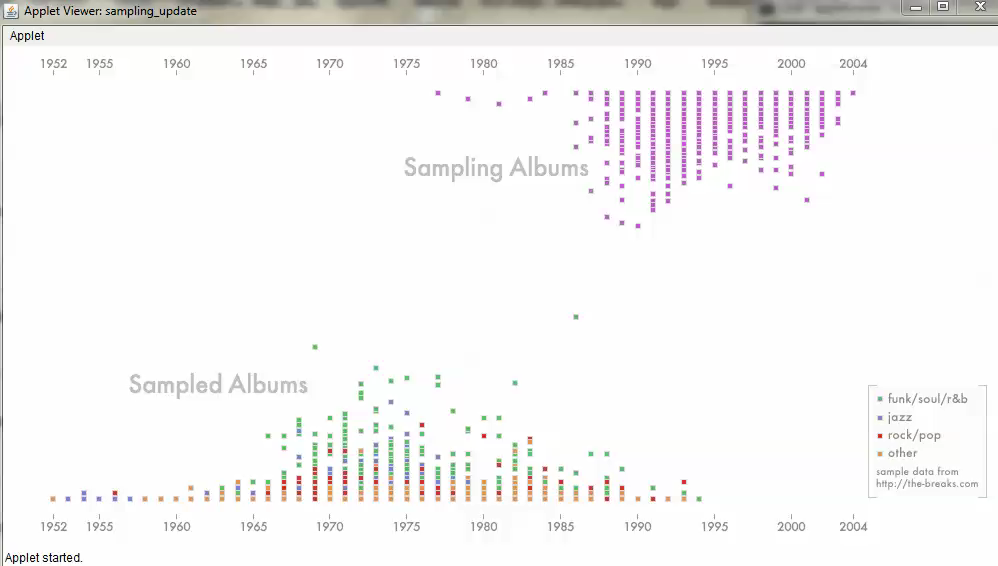 Applet Viewer: sampling_update
Applet
1952 1955 1960 1965 1970 1975 1980 1985 1990 1995 2000 2004
Sampling Albums
Sampled Albums
funk/soul/r&b
jazz
rock/pop
other
sample data from
http://the-breaks.com
1952 1955 1960 1965 1970 1975 1980 1985 1990 1995 2000 2004
Applet started.